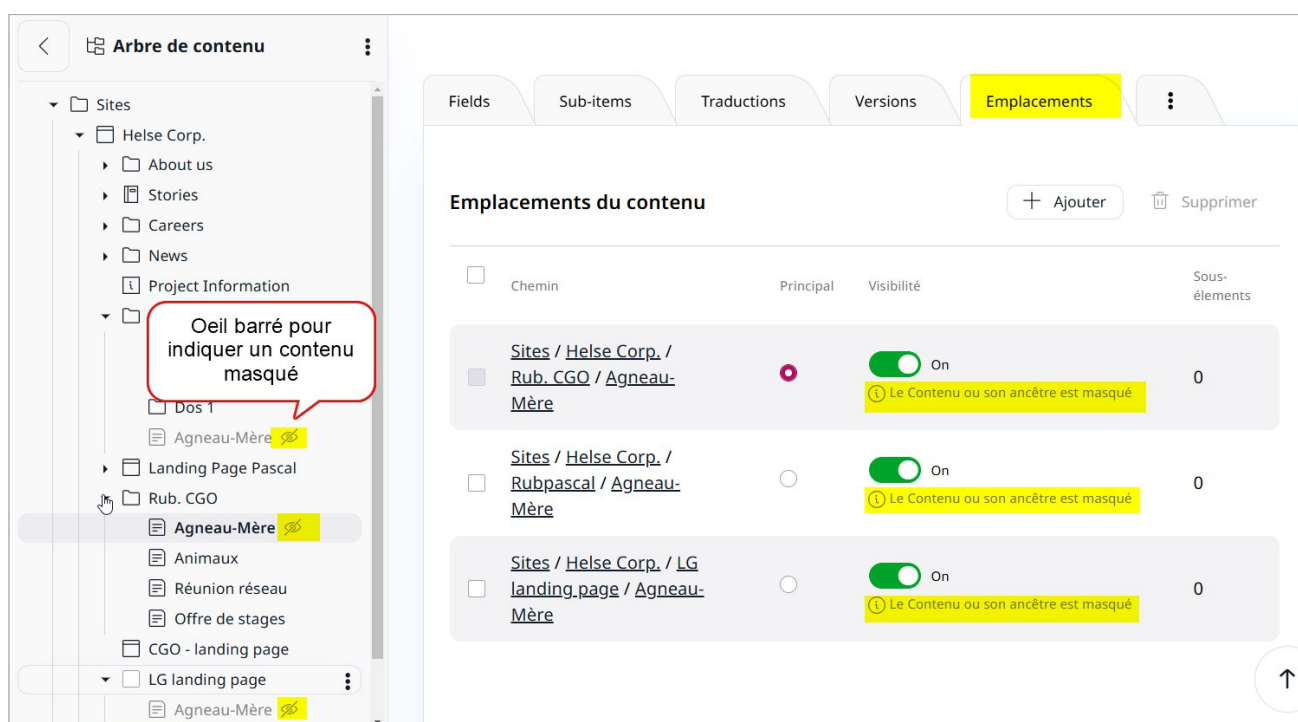 Arbre de contenu
Sites
Helse Corp.
About us
Stories
Careers
News
Project Information
Oeil barré pour
indiquer un contenu
masqué
Dos 1
Agneau-Mère
Landing Page Pascal
Rub. CGO
Agneau-Mère
Animaux
Réunion réseau
Offre de stages
CGO - landing page
LG landing page
Agneau-Mère
Fields Sub-items Traductions Versions Emplacements
Emplacements du contenu
Ajouter Supprimer
Chemin Principal Visibilité Sous-
élements
Sites / Helse Corp. /
Rub. CGO / Agneau-
Mère
On
Le Contenu ou son ancêtre est masqué
0
Sites / Helse Corp. /
Rubpascal / Agneau-
Mère
On
Le Contenu ou son ancêtre est masqué
0
Sites / Helse Corp. / LG
landing page / Agneau-
Mère
On
Le Contenu ou son ancêtre est masqué
0